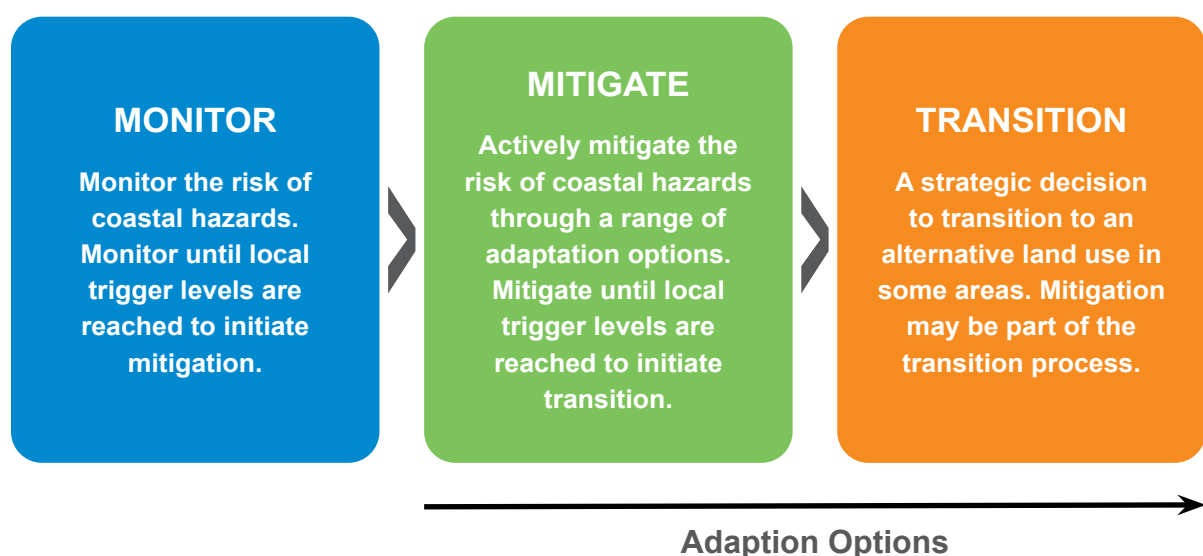 MONITOR
Monitor the risk of
coastal hazards.
Monitor until local
trigger levels are
reached to initiate
mitigation.
MITIGATE
Actively mitigate the
risk of coastal hazards
through a range of
adaptation options.
Mitigate until local
trigger levels are
reached to initiate
transition.
TRANSITION
A strategic decision
to transition to an
alternative land use in
some areas. Mitigation
may be part of the
transition process.
Adaption Options